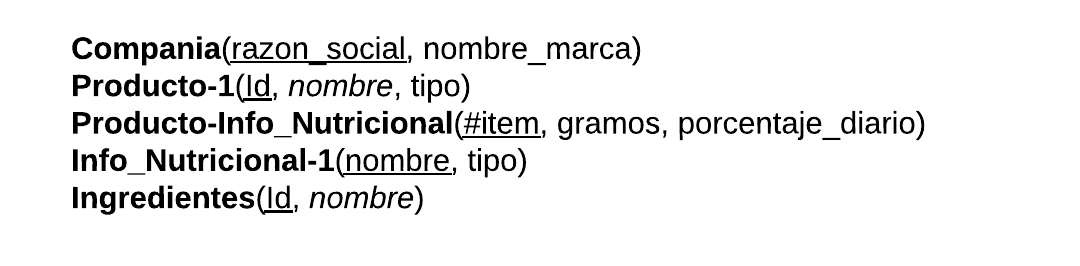 Compania(razon_social, nombre_marca)
Producto-1(Id, nombre, tipo)
Producto-Info_Nutricional(#item, gramos, porcentaje_diario)
Info_Nutricional-1(nombre, tipo)
Ingredientes(Id, nombre)